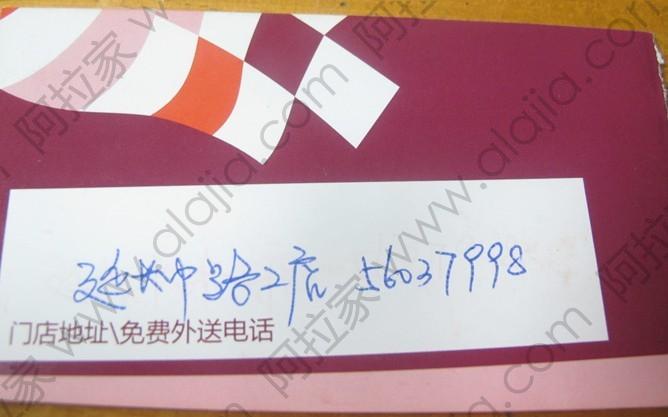 延长中路2店 56037998
门店地址\免费外送电话
阿拉家 www.alajia.com